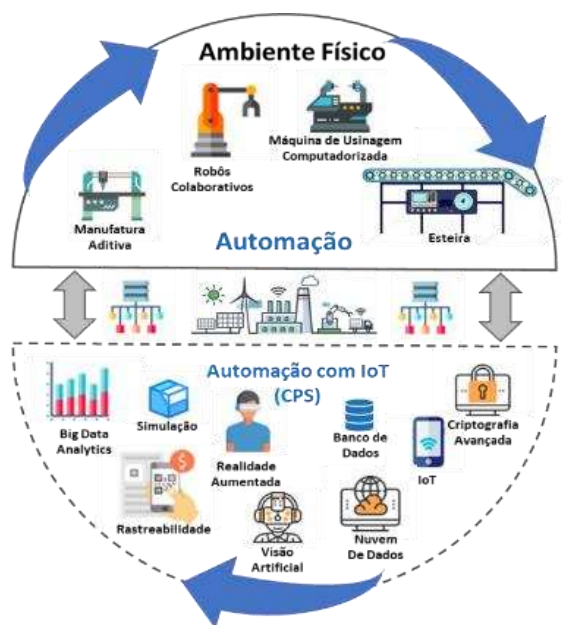 Ambiente Físico
Máquina de Usinagem
Computadorizada
Robôs
Colaborativos
Manufatura
Aditiva
Esteira
Automação
Automação com IoT
(CPS)
Big Data
Analytics
Simulação
Realidade
Aumentada
Banco de
Dados
IoT
Criptografia
Avançada
Rastreabilidade
Visão
Artificial
Nuvem
De Dados